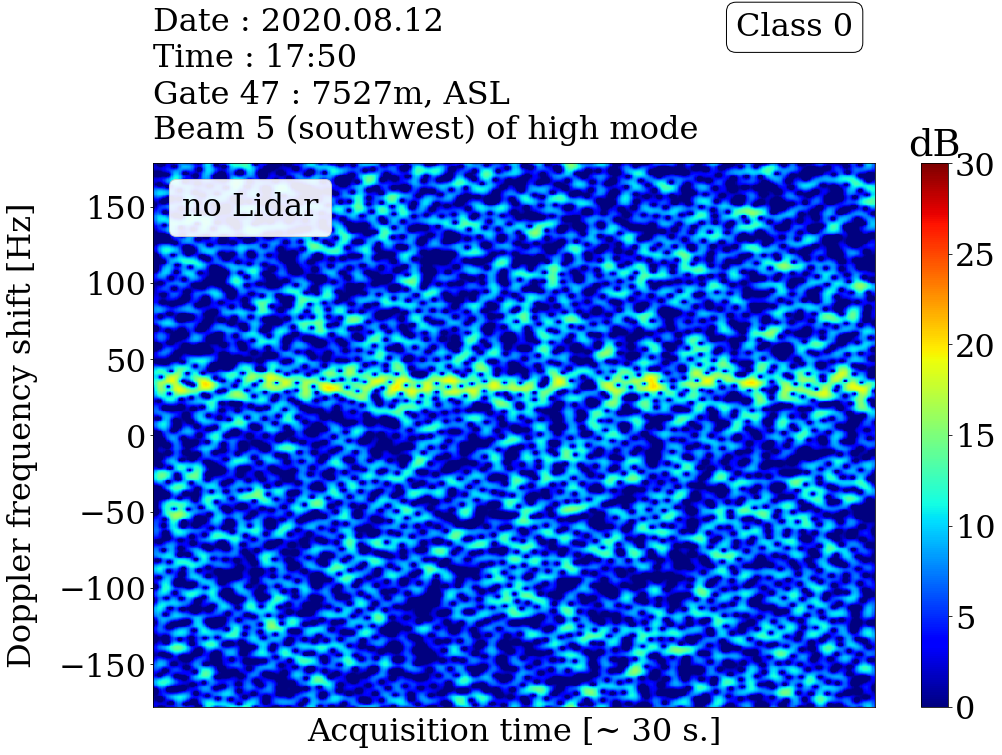 Date : 2020.08.12
Time : 17:50
Gate 47 : 7527m, ASL
Beam 5 (southwest) of high mode
Class 0
dB
no Lidar
Doppler frequency shift [Hz]
150
100
50
0
−50
−100
−150
30
25
20
15
10
5
0
Acquisition time [~ 30 s.]